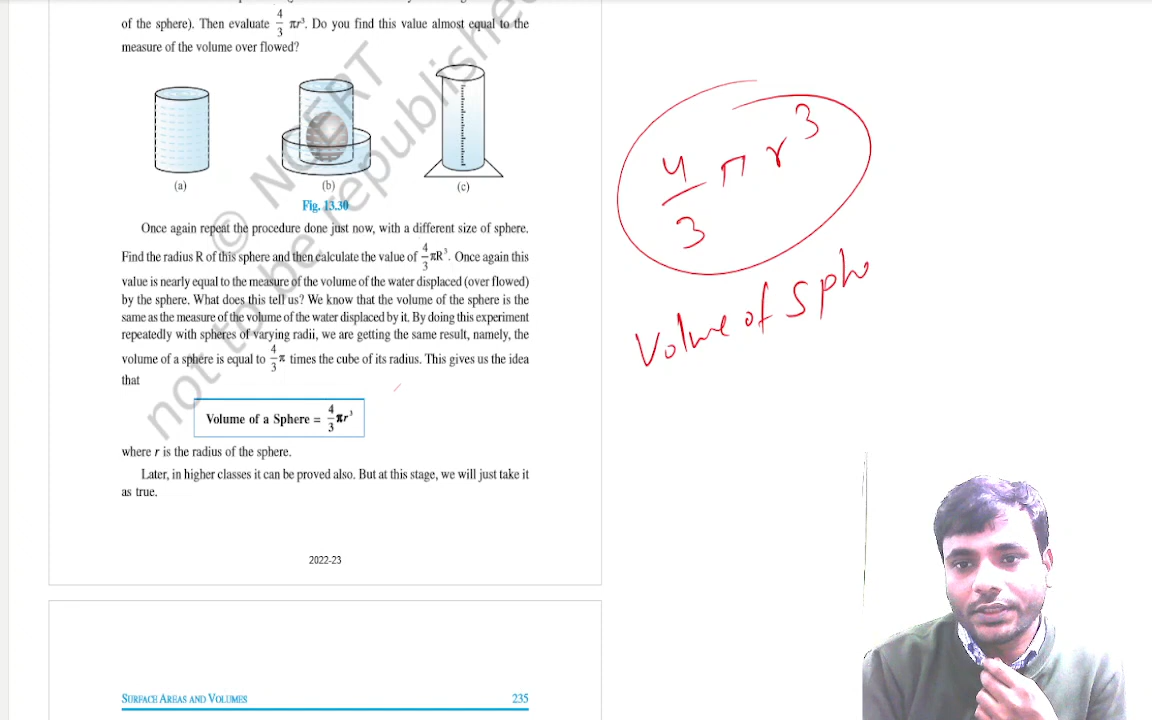 of the sphere). Then evaluate 4/3 πr³. Do you find this value almost equal to the
measure of the volume over flowed?
(a)
(b)
(c)
Fig. 13.30
Once again repeat the procedure done just now, with a different size of sphere.
Find the radius R of this sphere and then calculate the value of 4/3 πR³. Once again this
value is nearly equal to the measure of the volume of the water displaced (over flowed)
by the sphere. What does this tell us? We know that the volume of the sphere is the
same as the measure of the volume of the water displaced by it. By doing this experiment
repeatedly with spheres of varying radii, we are getting the same result, namely, the
volume of a sphere is equal to 4/3 π times the cube of its radius. This gives us the idea
that
Volume of a Sphere = 4/3 πr³
where r is the radius of the sphere.
Later, in higher classes it can be proved also. But at this stage, we will just take it
as true.
2022-23
SURFACE AREAS AND VOLUMES
235
© NCERT
not to be republished
4/3 π r³
Volume of Sphe